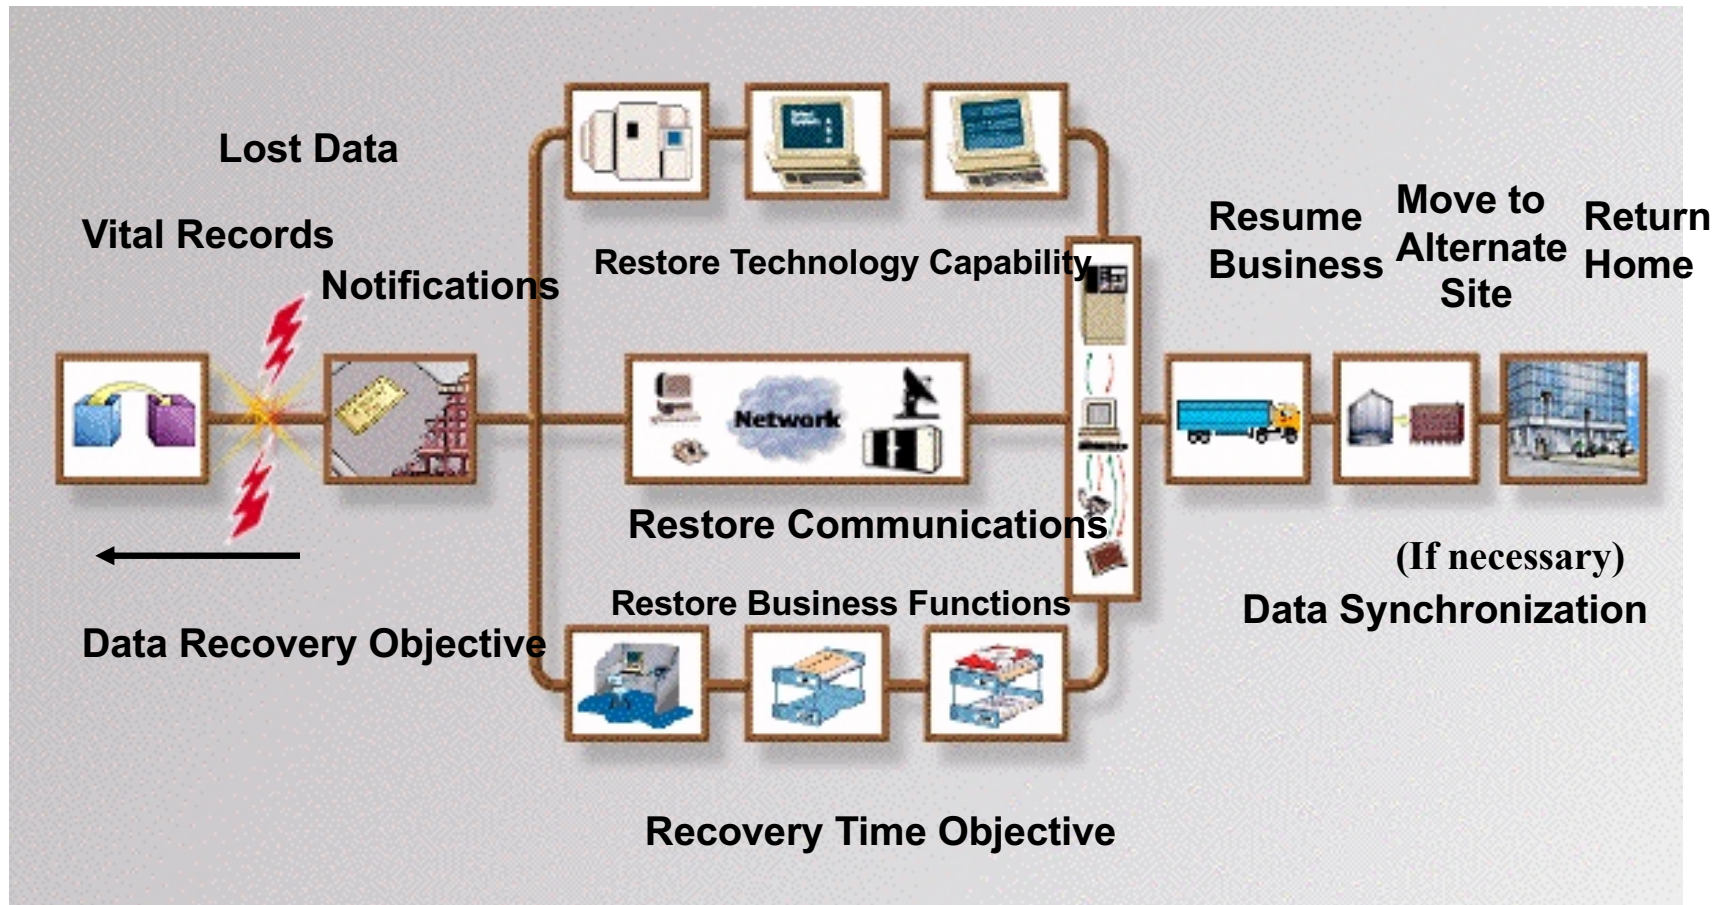 Lost Data
Vital Records
Notifications
Restore Technology Capability
Network
Restore Communications
Restore Business Functions
Data Recovery Objective
Recovery Time Objective
Resume
Business
Move to
Alternate
Site
Return
Home
(If necessary)
Data Synchronization